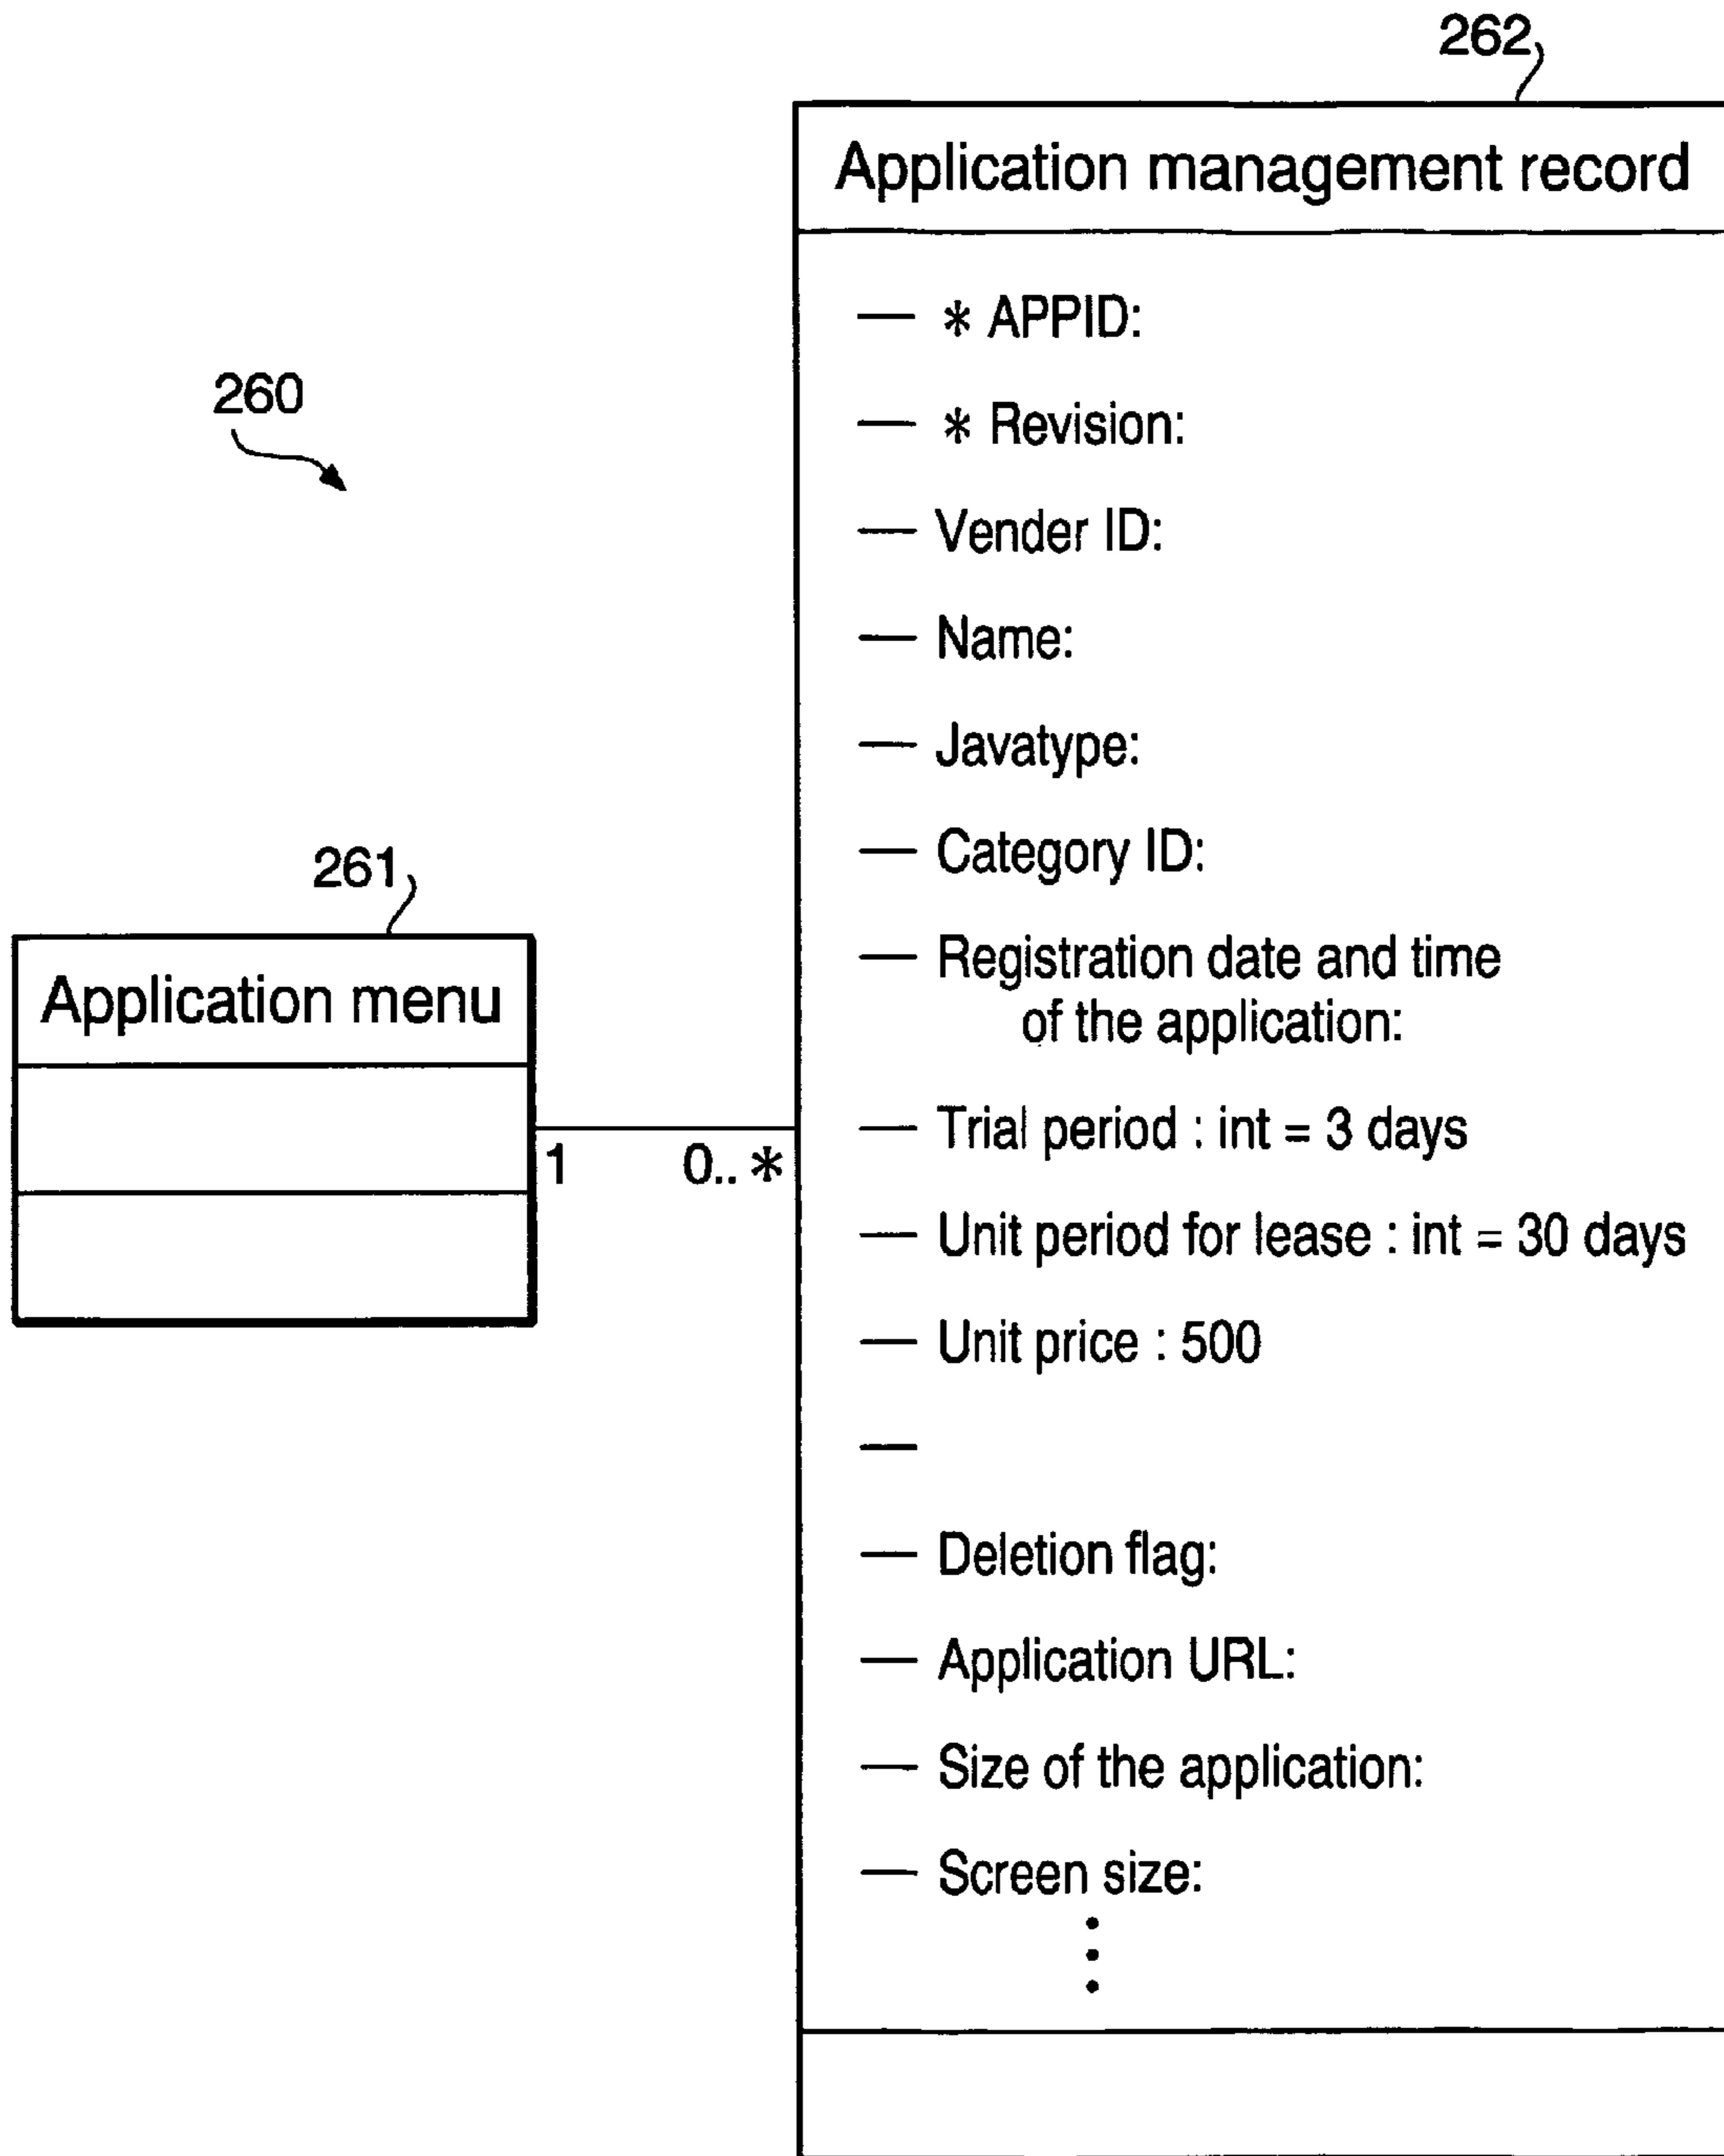 262
Application management record
— * APPID:
— * Revision:
260
— Vender ID:
— Name:
— Javatype:
— Category ID:
261
— Registration date and time
of the application:
Application menu
— Trial period : int = 3 days
1 0.. *
— Unit period for lease : int = 30 days
— Unit price : 500
—
— Deletion flag:
— Application URL:
— Size of the application:
— Screen size: